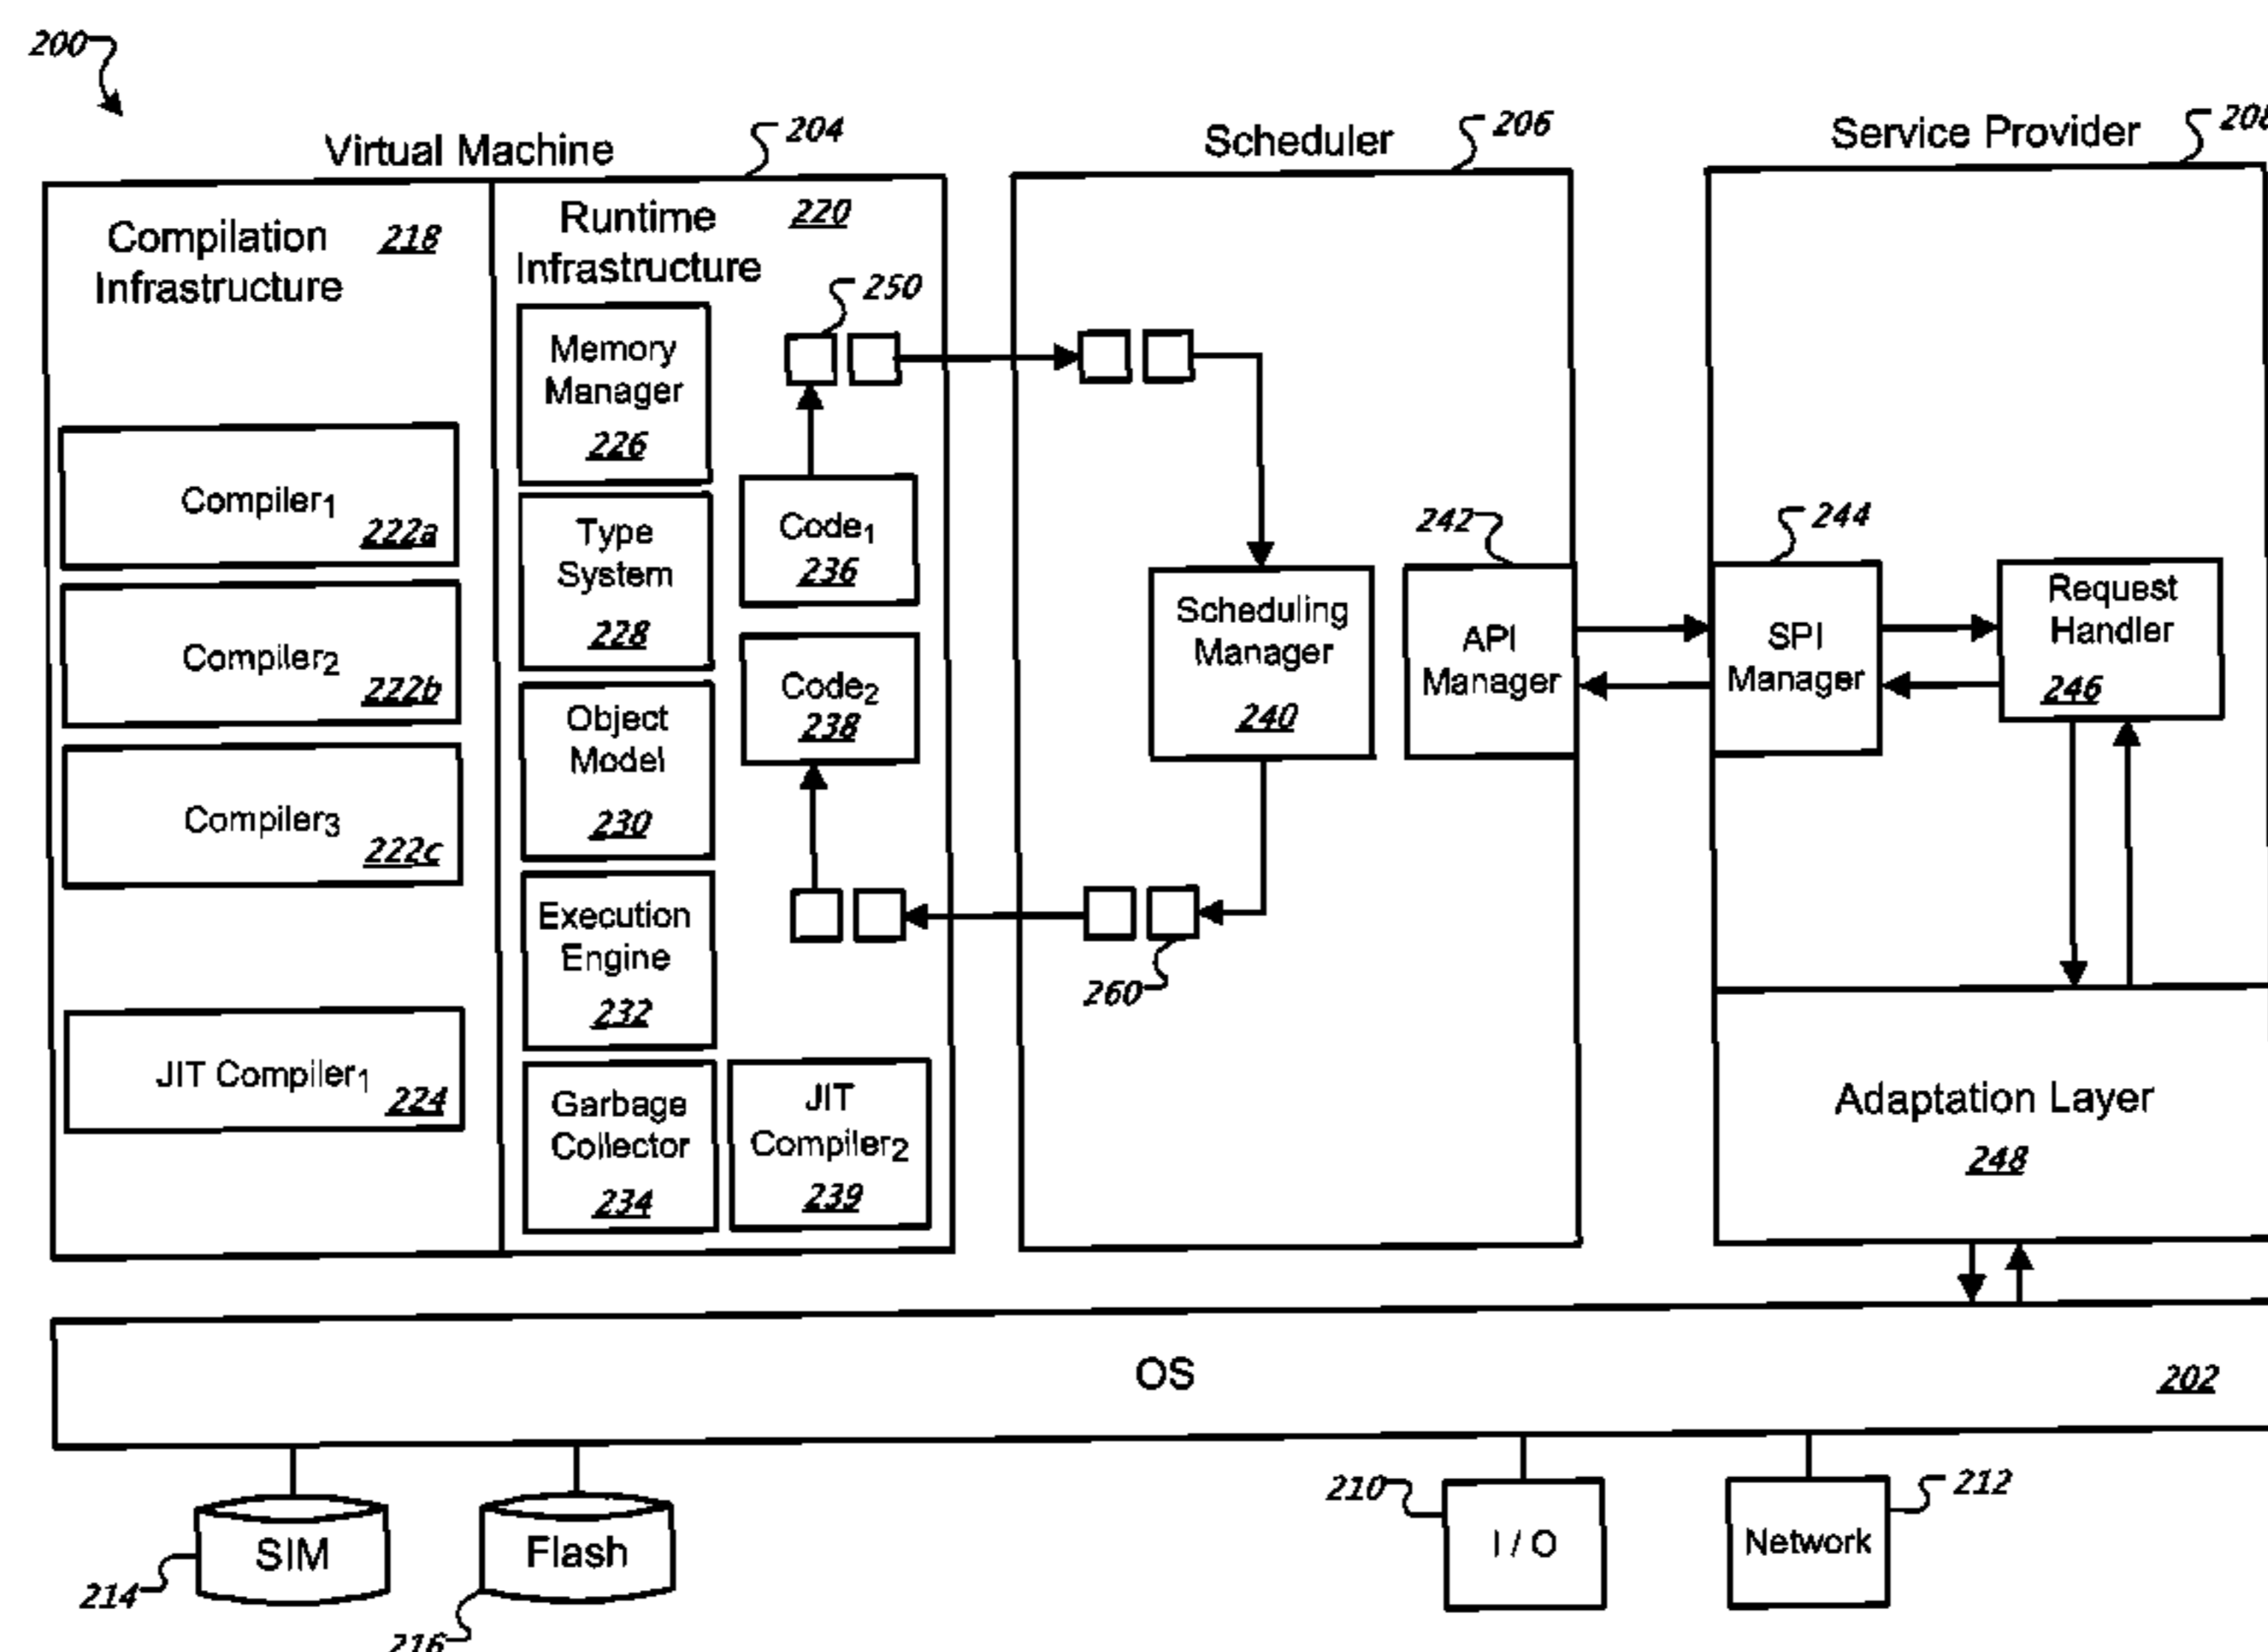 200
Virtual Machine
204
Scheduler
206
Service Provider
208
Compilation
Infrastructure
218
Runtime
Infrastructure
220
250
Memory
Manager
226
Compiler1
222a
Type
System
228
Code1
236
242
244
Compiler2
222b
Code2
238
Scheduling
Manager
240
API
Manager
SPI
Manager
Request
Handler
246
Object
Model
230
Compiler3
222c
Execution
Engine
232
260
JIT Compiler1
224
Garbage
Collector
234
JIT
Compiler2
239
Adaptation Layer
248
OS
202
SIM
214
Flash
216
210
I / O
Network
212